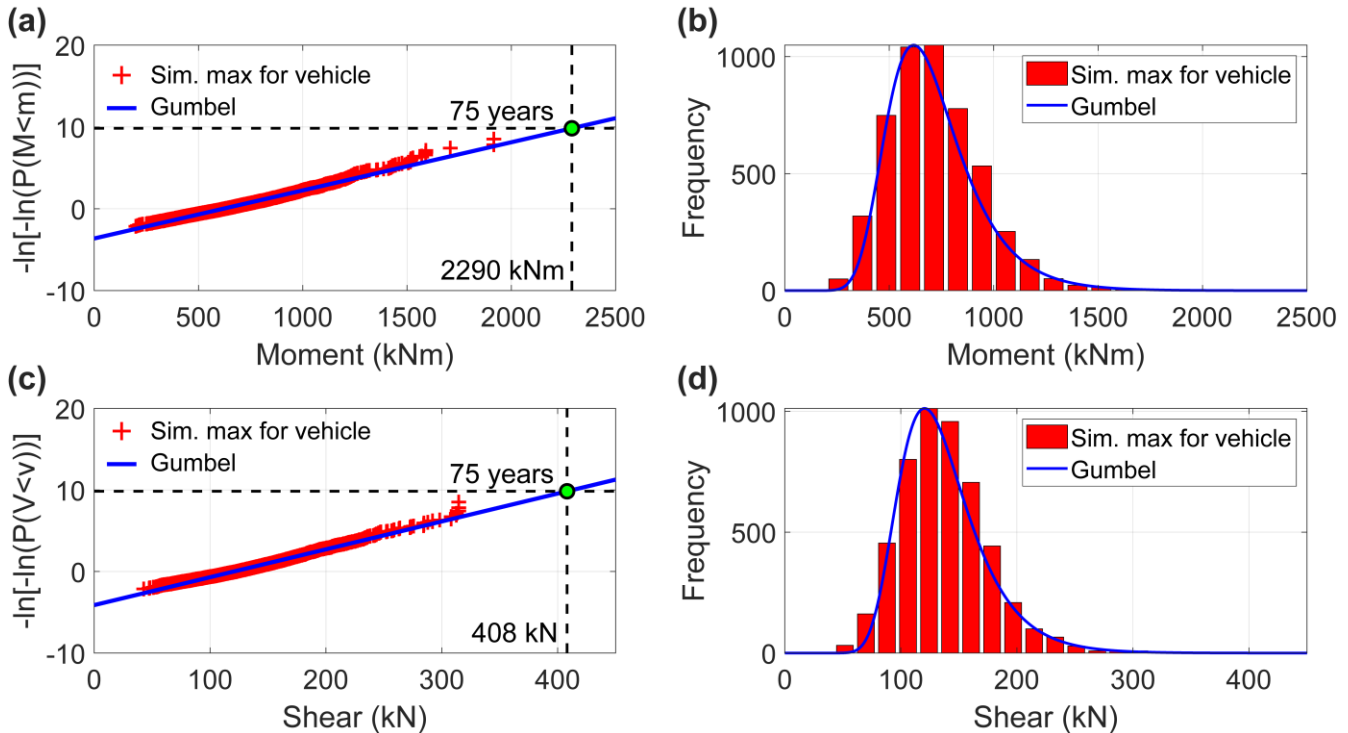 (a)
20
10
0
-10
-ln[-ln(P(M<m))]
Sim. max for vehicle
Gumbel
75 years
2290 kNm
0 500 1000 1500 2000 2500
Moment (kNm)
(b)
1000
500
0
Frequency
Sim. max for vehicle
Gumbel
0 500 1000 1500 2000 2500
Moment (kNm)
(c)
20
10
0
-10
-ln[-ln(P(V<v))]
Sim. max for vehicle
Gumbel
75 years
408 kN
0 100 200 300 400
Shear (kN)
(d)
1000
500
0
Frequency
Sim. max for vehicle
Gumbel
0 100 200 300 400
Shear (kN)